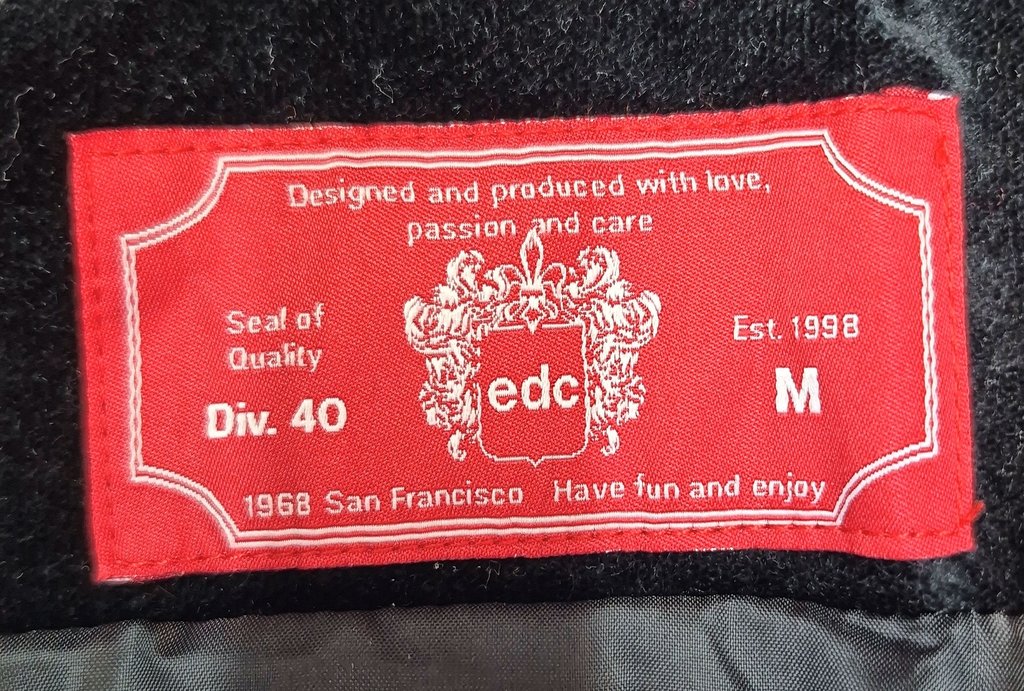 Designed and produced with love,
passion and care
Seal of
Quality
Div. 40
edc
Est. 1998
M
1968 San Francisco Have fun and enjoy